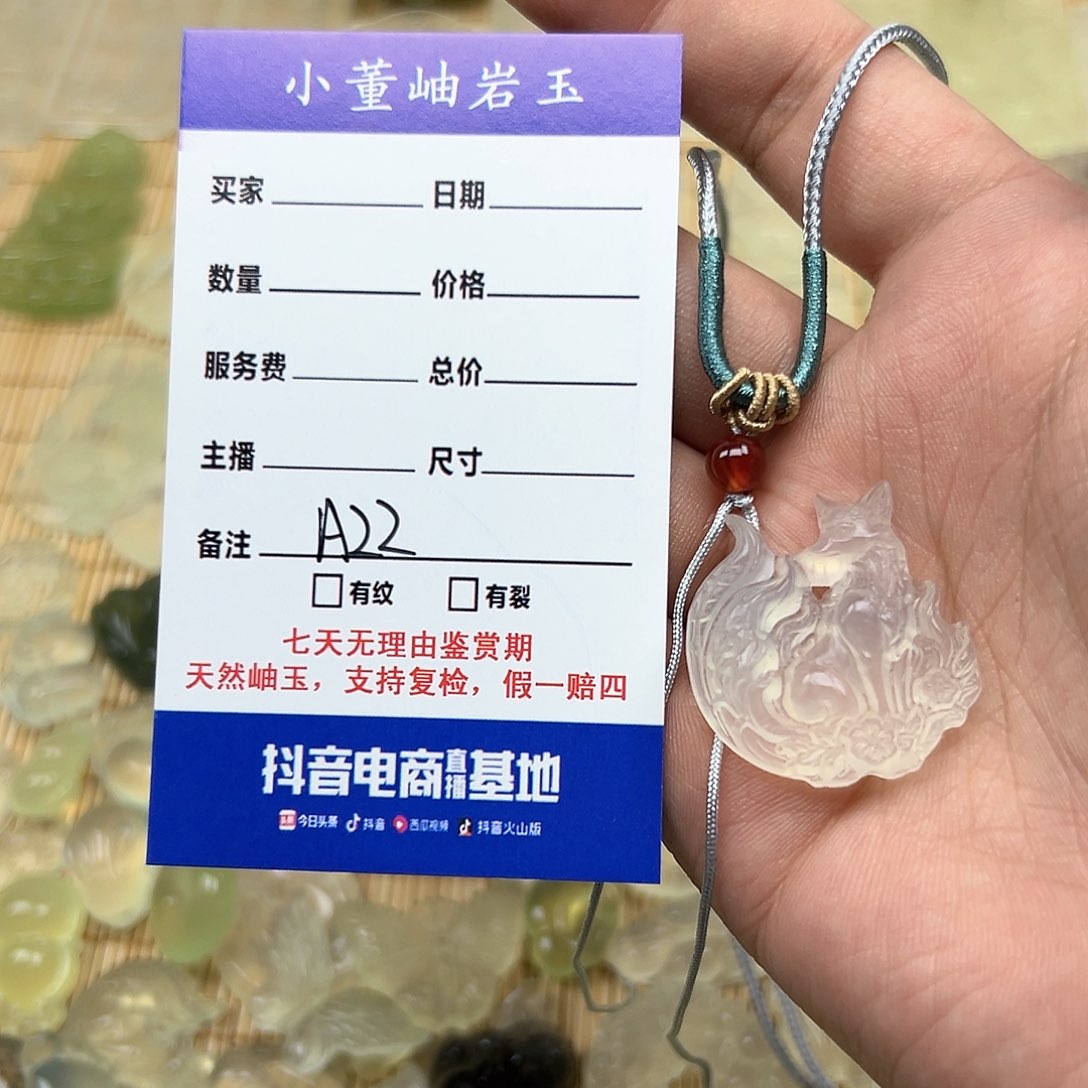 小董岫岩玉
买家 日期
数量 价格
服务费 总价
主播 尺寸
备注 A22
有纹 有裂
七天无理由鉴赏期
天然岫玉，支持复检，假一赔四
抖音电商直播基地
头条 今日头条 抖音 西瓜视频 抖音火山版